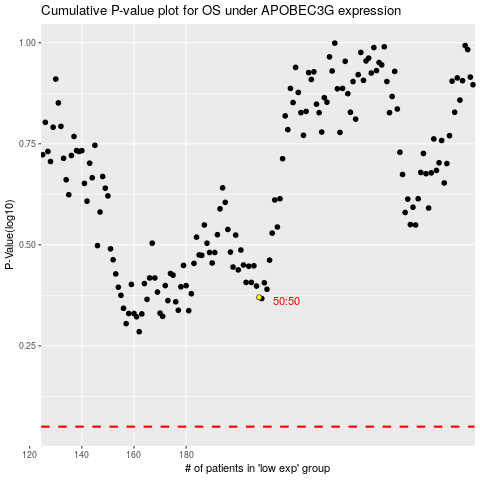 Cumulative P-value plot for OS under APOBEC3G expression
P-Value(log10)
1.00
0.75
0.50
0.25
50:50
120 140 160 180
# of patients in 'low exp' group